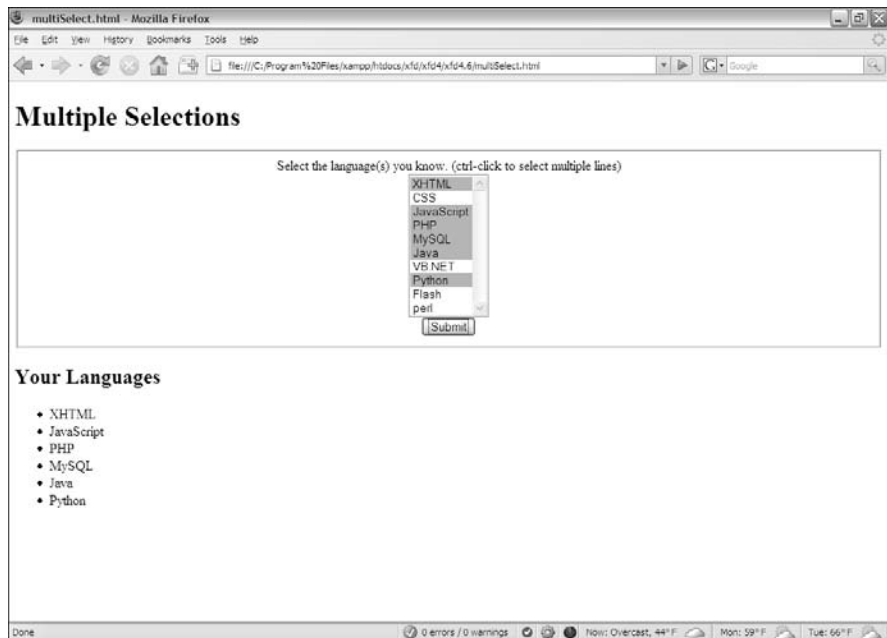 multiSelect.html - Mozilla Firefox
File Edit View History Bookmarks Tools Help
file:///C:/Program%20Files/xampp/htdocs/xfd/xfd4/xfd4.6/multiSelect.html
G Google
Multiple Selections
Select the language(s) you know. (ctrl-click to select multiple lines)
XHTML
CSS
JavaScript
PHP
MySQL
Java
VB.NET
Python
Flash
perl
Submit
Your Languages
• XHTML
• JavaScript
• PHP
• MySQL
• Java
• Python
Done 0 errors / 0 warnings Now: Overcast, 44° F Mon: 59° F Tue: 66° F